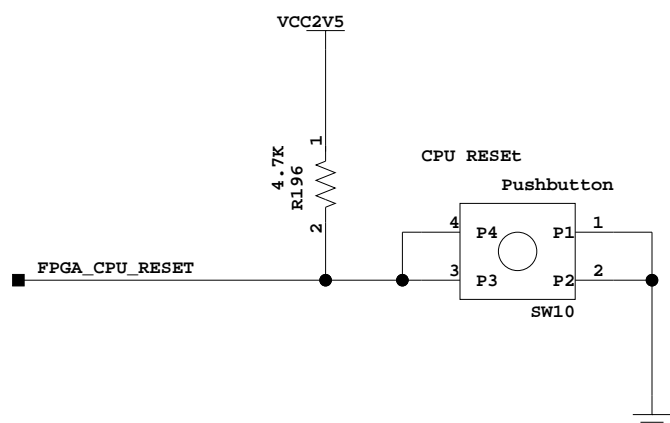 VCC2V5
1
4.7K
R196
2
CPU RESEt
Pushbutton
4
P4
P1
1
FPGA_CPU_RESET
3
P3
P2
2
SW10